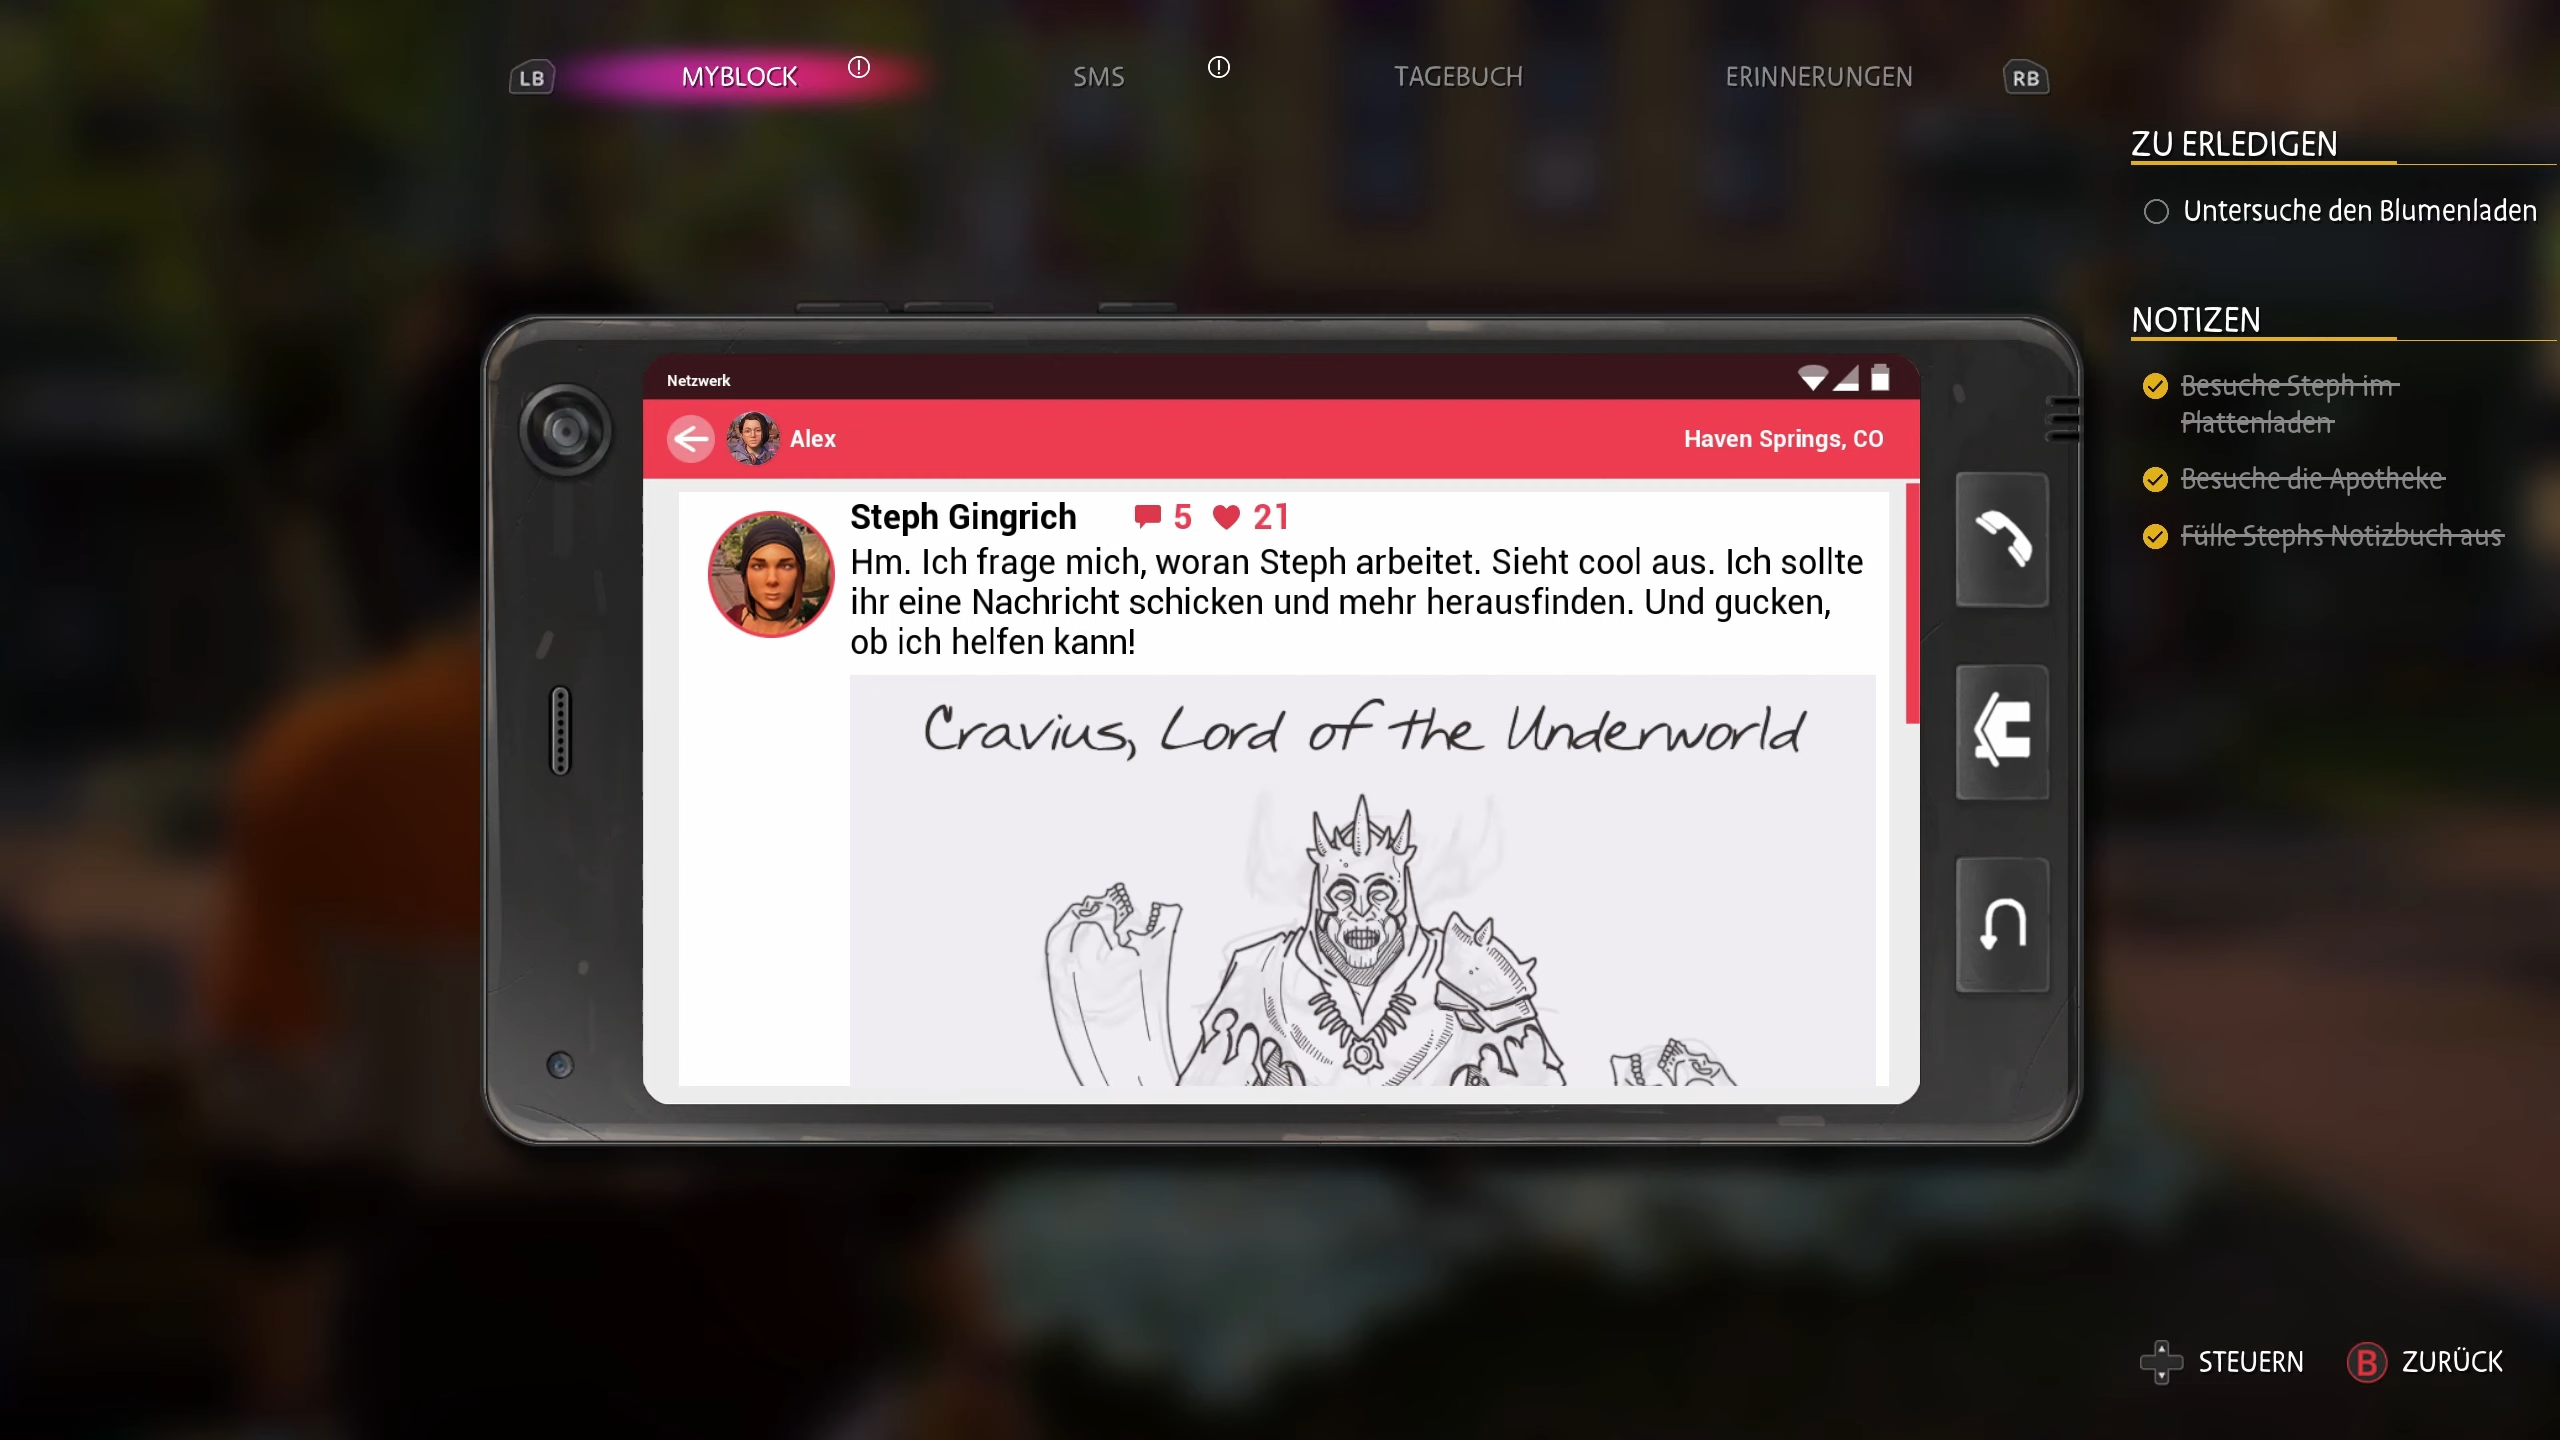 LB
MYBLOCK
SMS
TAGEBUCH
ERINNERUNGEN
RB
ZU ERLEDIGEN
Untersuche den Blumenladen
NOTIZEN
Besuche Steph im
Plattenladen
Besuche die Apotheke
Fülle Stephs Notizbuch aus
Netzwerk
Alex
Haven Springs, CO
Steph Gingrich 5 21
Hm. Ich frage mich, woran Steph arbeitet. Sieht cool aus. Ich sollte
ihr eine Nachricht schicken und mehr herausfinden. Und gucken,
ob ich helfen kann!
Cravius, Lord of the Underworld
STEUERN
B ZURÜCK